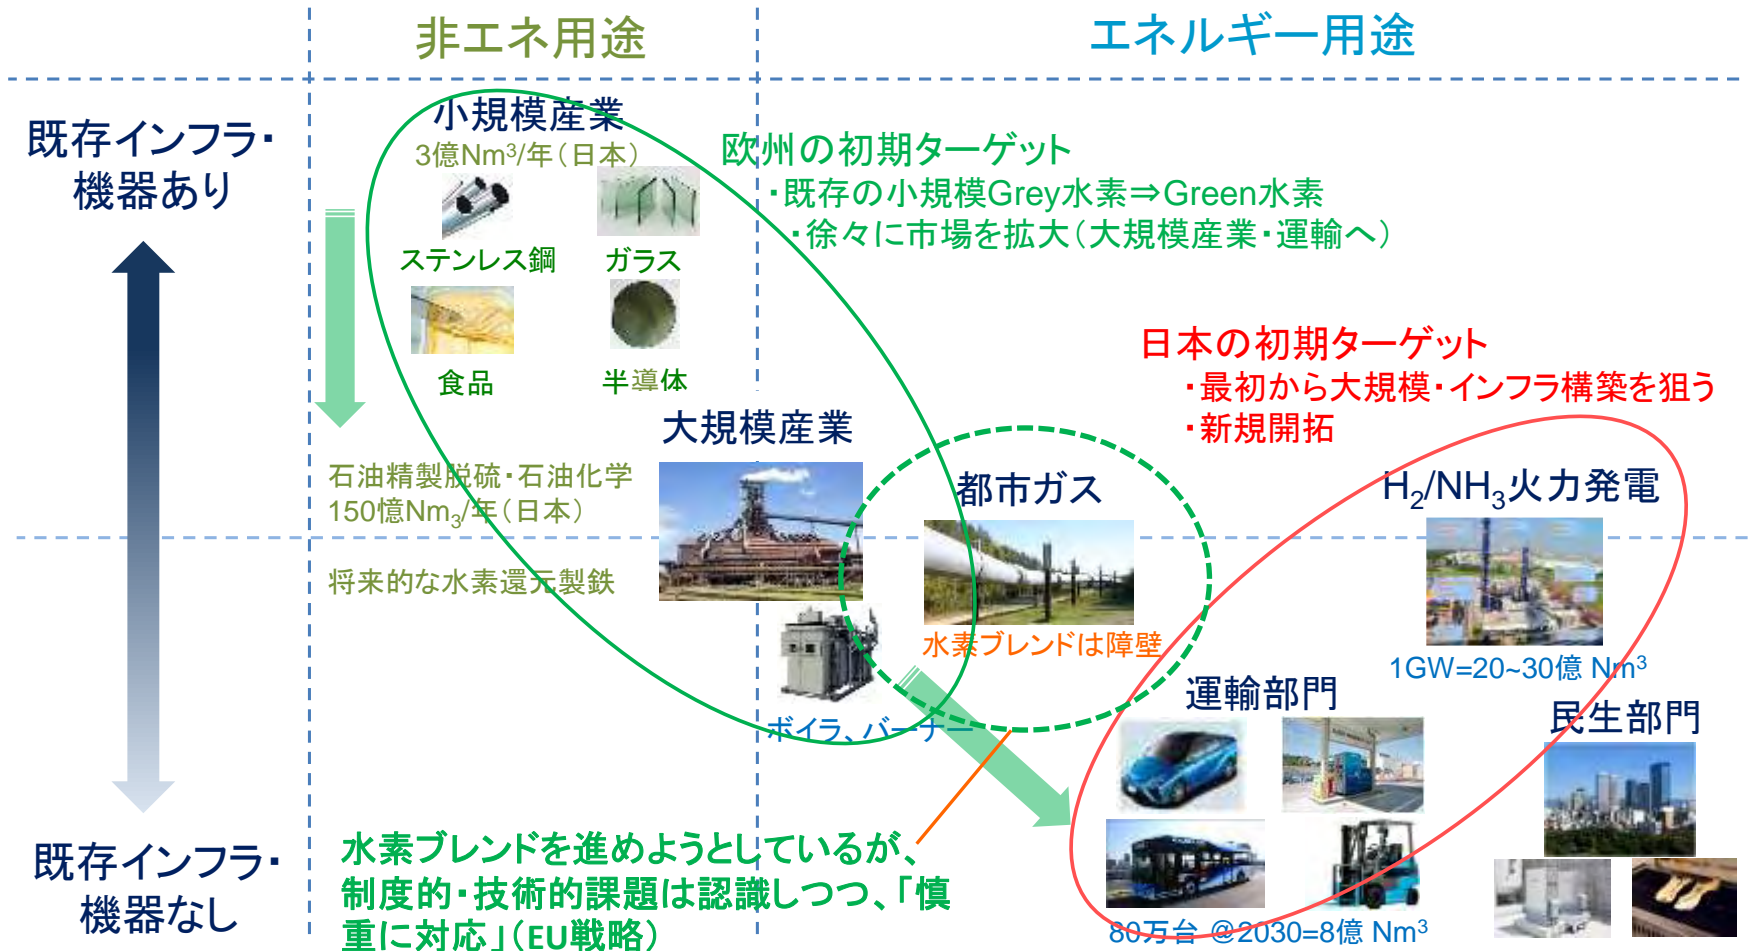 非エネ用途
エネルギー用途
既存インフラ・
機器あり
小規模産業
3億Nm³/年（日本）
ステンレス鋼
ガラス
食品
半導体
欧州の初期ターゲット
・既存の小規模Grey水素⇒Green水素
・徐々に市場を拡大（大規模産業・運輸へ）
日本の初期ターゲット
・最初から大規模・インフラ構築を狙う
・新規開拓
大規模産業
石油精製脱硫・石油化学
150億Nm₃/年（日本）
都市ガス
H₂/NH₃火力発電
将来的な水素還元製鉄
水素ブレンドは障壁
1GW=20~30億 Nm³
ボイラ、バーナー
運輸部門
民生部門
既存インフラ・
機器なし
水素ブレンドを進めようとしているが、
制度的・技術的課題は認識しつつ、「慎
重に対応」（EU戦略）
80万台 @2030=8億 Nm³